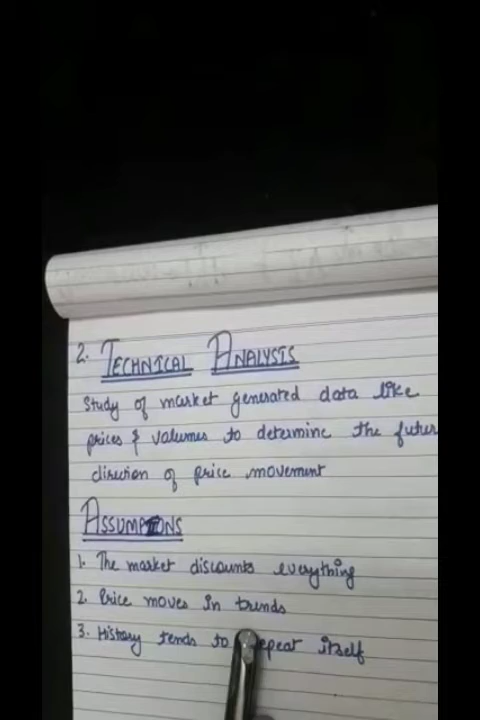 2. TECHNICAL ANALYSIS
Study of market generated data like
prices & volumes to determine the futur
direction of price movement
ASSUMPTIONS
1. The market discounts everything
2. Price moves in trends
3. History tends to repeat itself